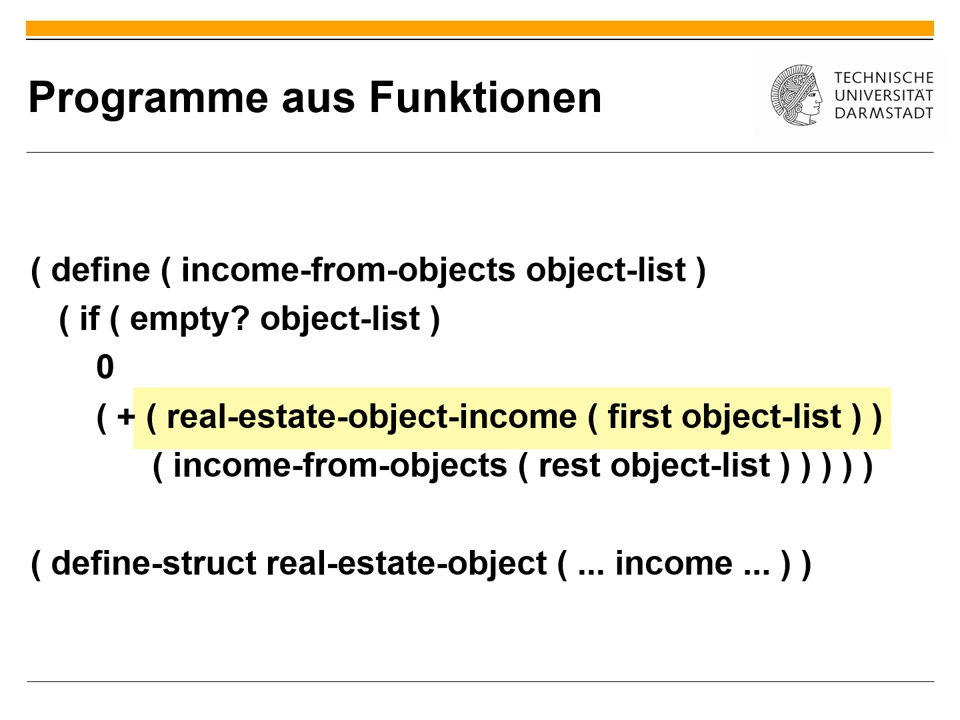 Programme aus Funktionen
TECHNISCHE
UNIVERSITÄT
DARMSTADT
( define ( income-from-objects object-list )
( if ( empty? object-list )
0
( + ( real-estate-object-income ( first object-list ) )
( income-from-objects ( rest object-list ) ) ) ) )
( define-struct real-estate-object ( ... income ... ) )